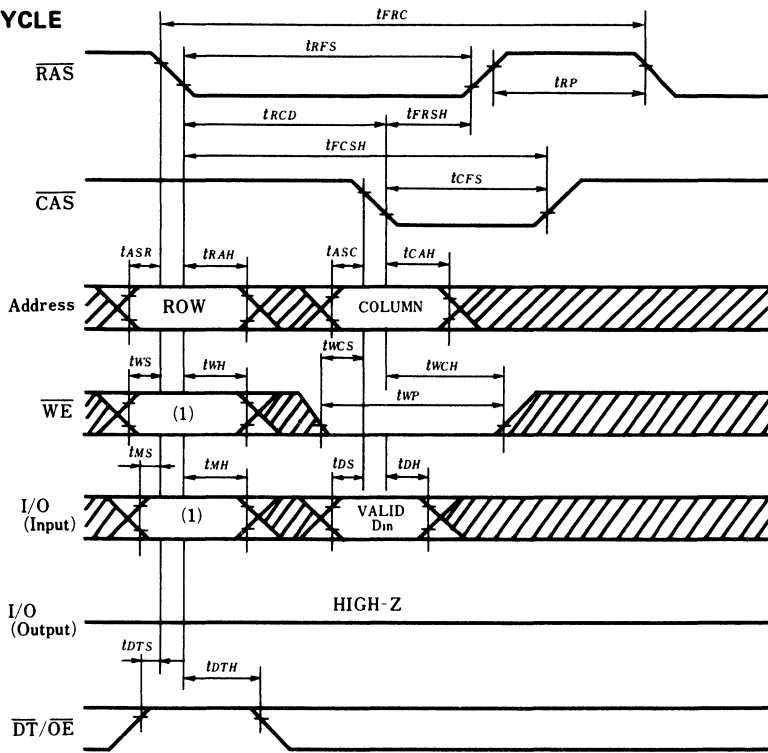 YCLE
tFRC
tRFS
RAS
tRP
tRCD
tFRSH
tFCSH
tCFS
CAS
tASR
tRAH
tASC
tCAH
Address
ROW
COLUMN
tWCS
tWS
tWH
tWCH
tWP
WE
(1)
tMS
tMH
tDS
tDH
I/O
(Input)
(1)
VALID
Din
HIGH-Z
I/O
(Output)
tDTS
tDTH
DT/OE